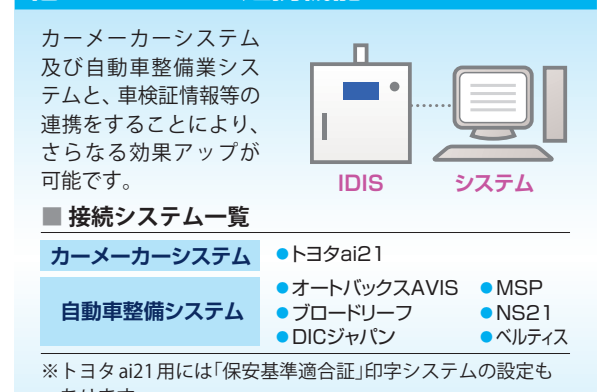 カーメーカーシステム
及び自動車整備業シス
テムと、車検証情報等の
連携をすることにより、
さらなる効果アップが
可能です。
IDIS
システム
■ 接続システム一覧
カーメーカーシステム
●トヨタai21
自動車整備システム
●オートバックスAVIS ●MSP
●ブロードリーフ ●NS21
●DICジャパン ●ベルティス
※トヨタai21用には「保安基準適合証」印字システムの設定も